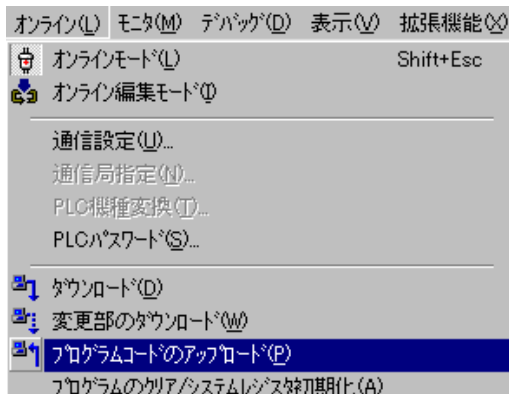 オンライン(L) モニタ(M) デバッグ(D) 表示(V) 拡張機能(X)
オンラインモード(L) Shift+Esc
オンライン編集モード(I)
通信設定(U)...
通信局指定(N)...
PLC機種変換(T)...
PLCパスワード(S)...
ダウンロード(D)
変更部のダウンロード(W)
プログラムコードのアップロード(P)
プログラムのクリア/システムレジスタ初期化(A)